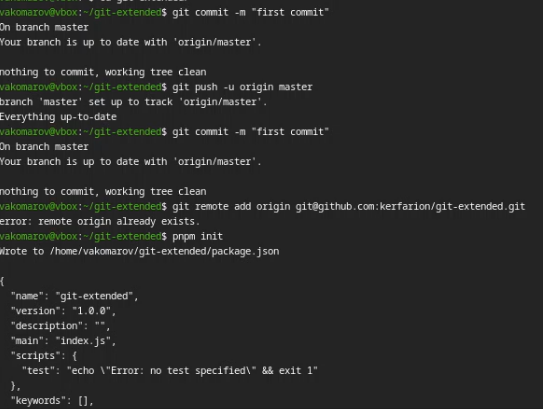 vakomarov@vbox:~/git-extended$ git commit -m "first commit"
On branch master
Your branch is up to date with 'origin/master'.
nothing to commit, working tree clean
vakomarov@vbox:~/git-extended$ git push -u origin master
branch 'master' set up to track 'origin/master'.
Everything up-to-date
vakomarov@vbox:~/git-extended$ git commit -m "first commit"
On branch master
Your branch is up to date with 'origin/master'.
nothing to commit, working tree clean
vakomarov@vbox:~/git-extended$ git remote add origin git@github.com:kerfarion/git-extended.git
error: remote origin already exists.
vakomarov@vbox:~/git-extended$ pnpm init
Wrote to /home/vakomarov/git-extended/package.json
{
"name": "git-extended",
"version": "1.0.0",
"description": "",
"main": "index.js",
"scripts": {
"test": "echo \"Error: no test specified\" && exit 1"
},
"keywords": [],